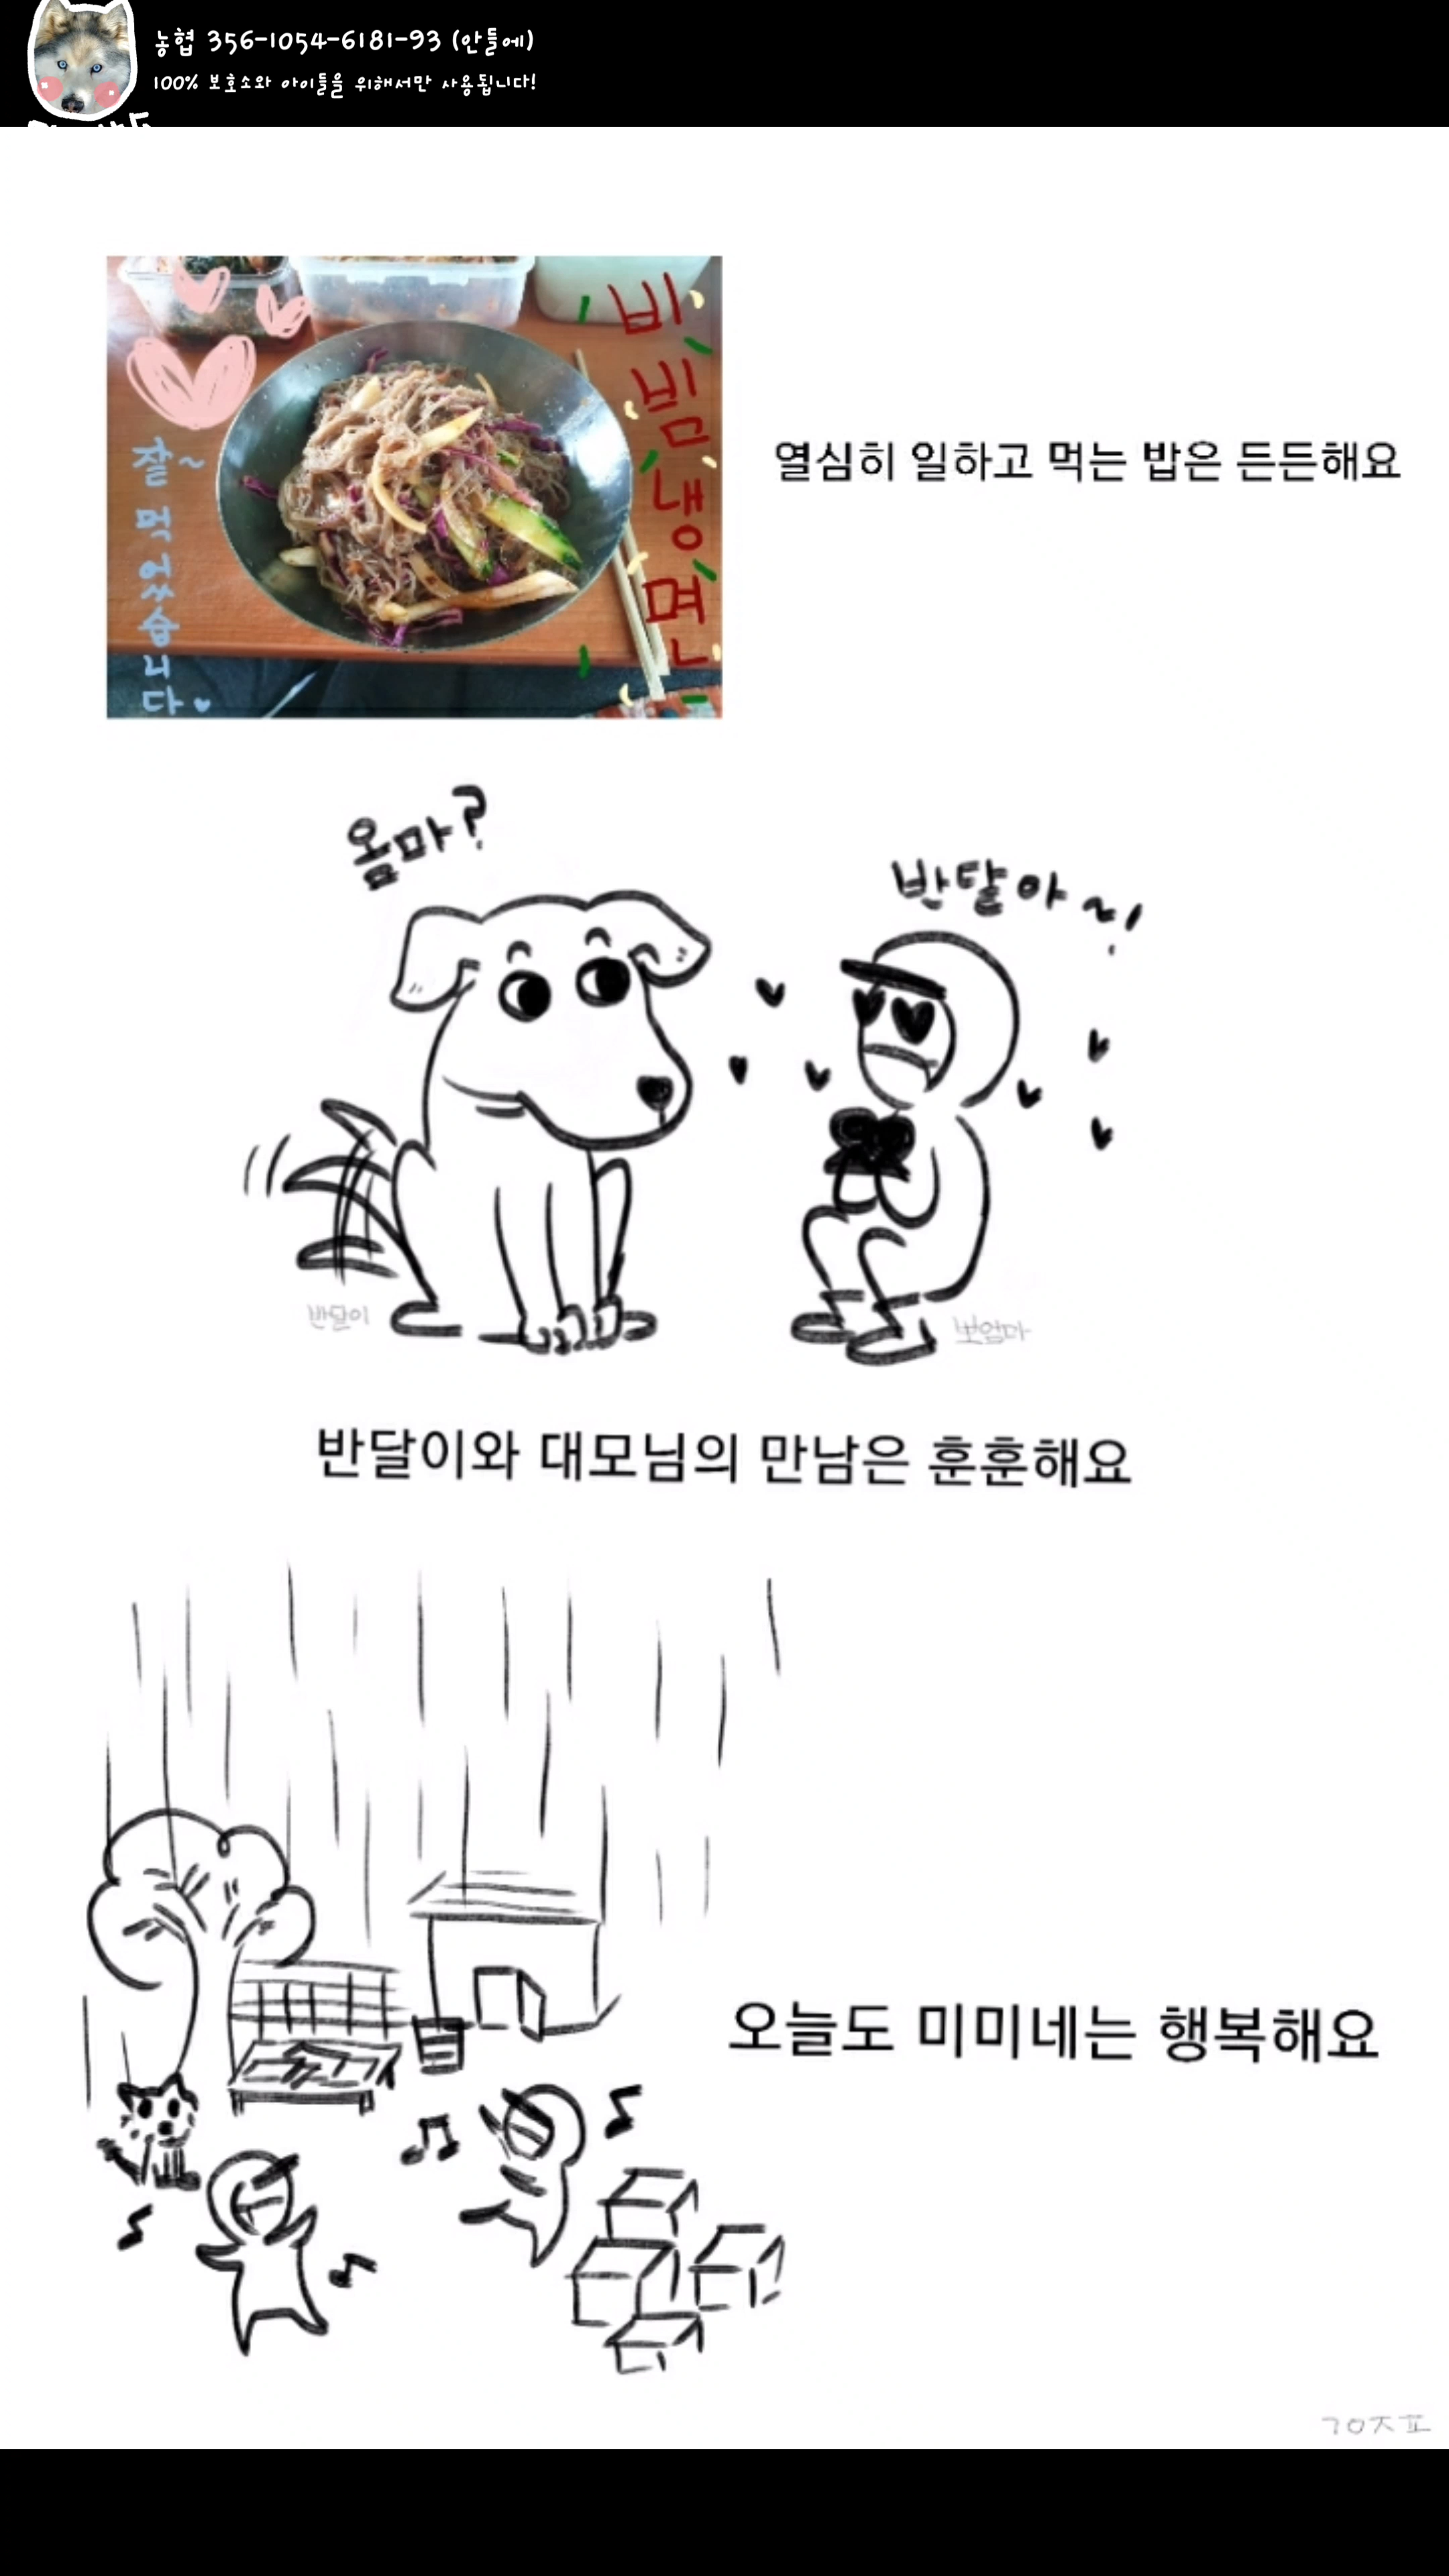 농협 356-1054-6181-93 (안들에)
100% 보호소와 아이들을 위해서만 사용됩니다!
비빔냉면
잘~ 먹었습니다
열심히 일하고 먹는 밥은 든든해요
옴마?
반달아~!
반달이
뽀엄마
반달이와 대모님의 만남은 훈훈해요
오늘도 미미네는 행복해요
ㄱㅇㅈㅍ